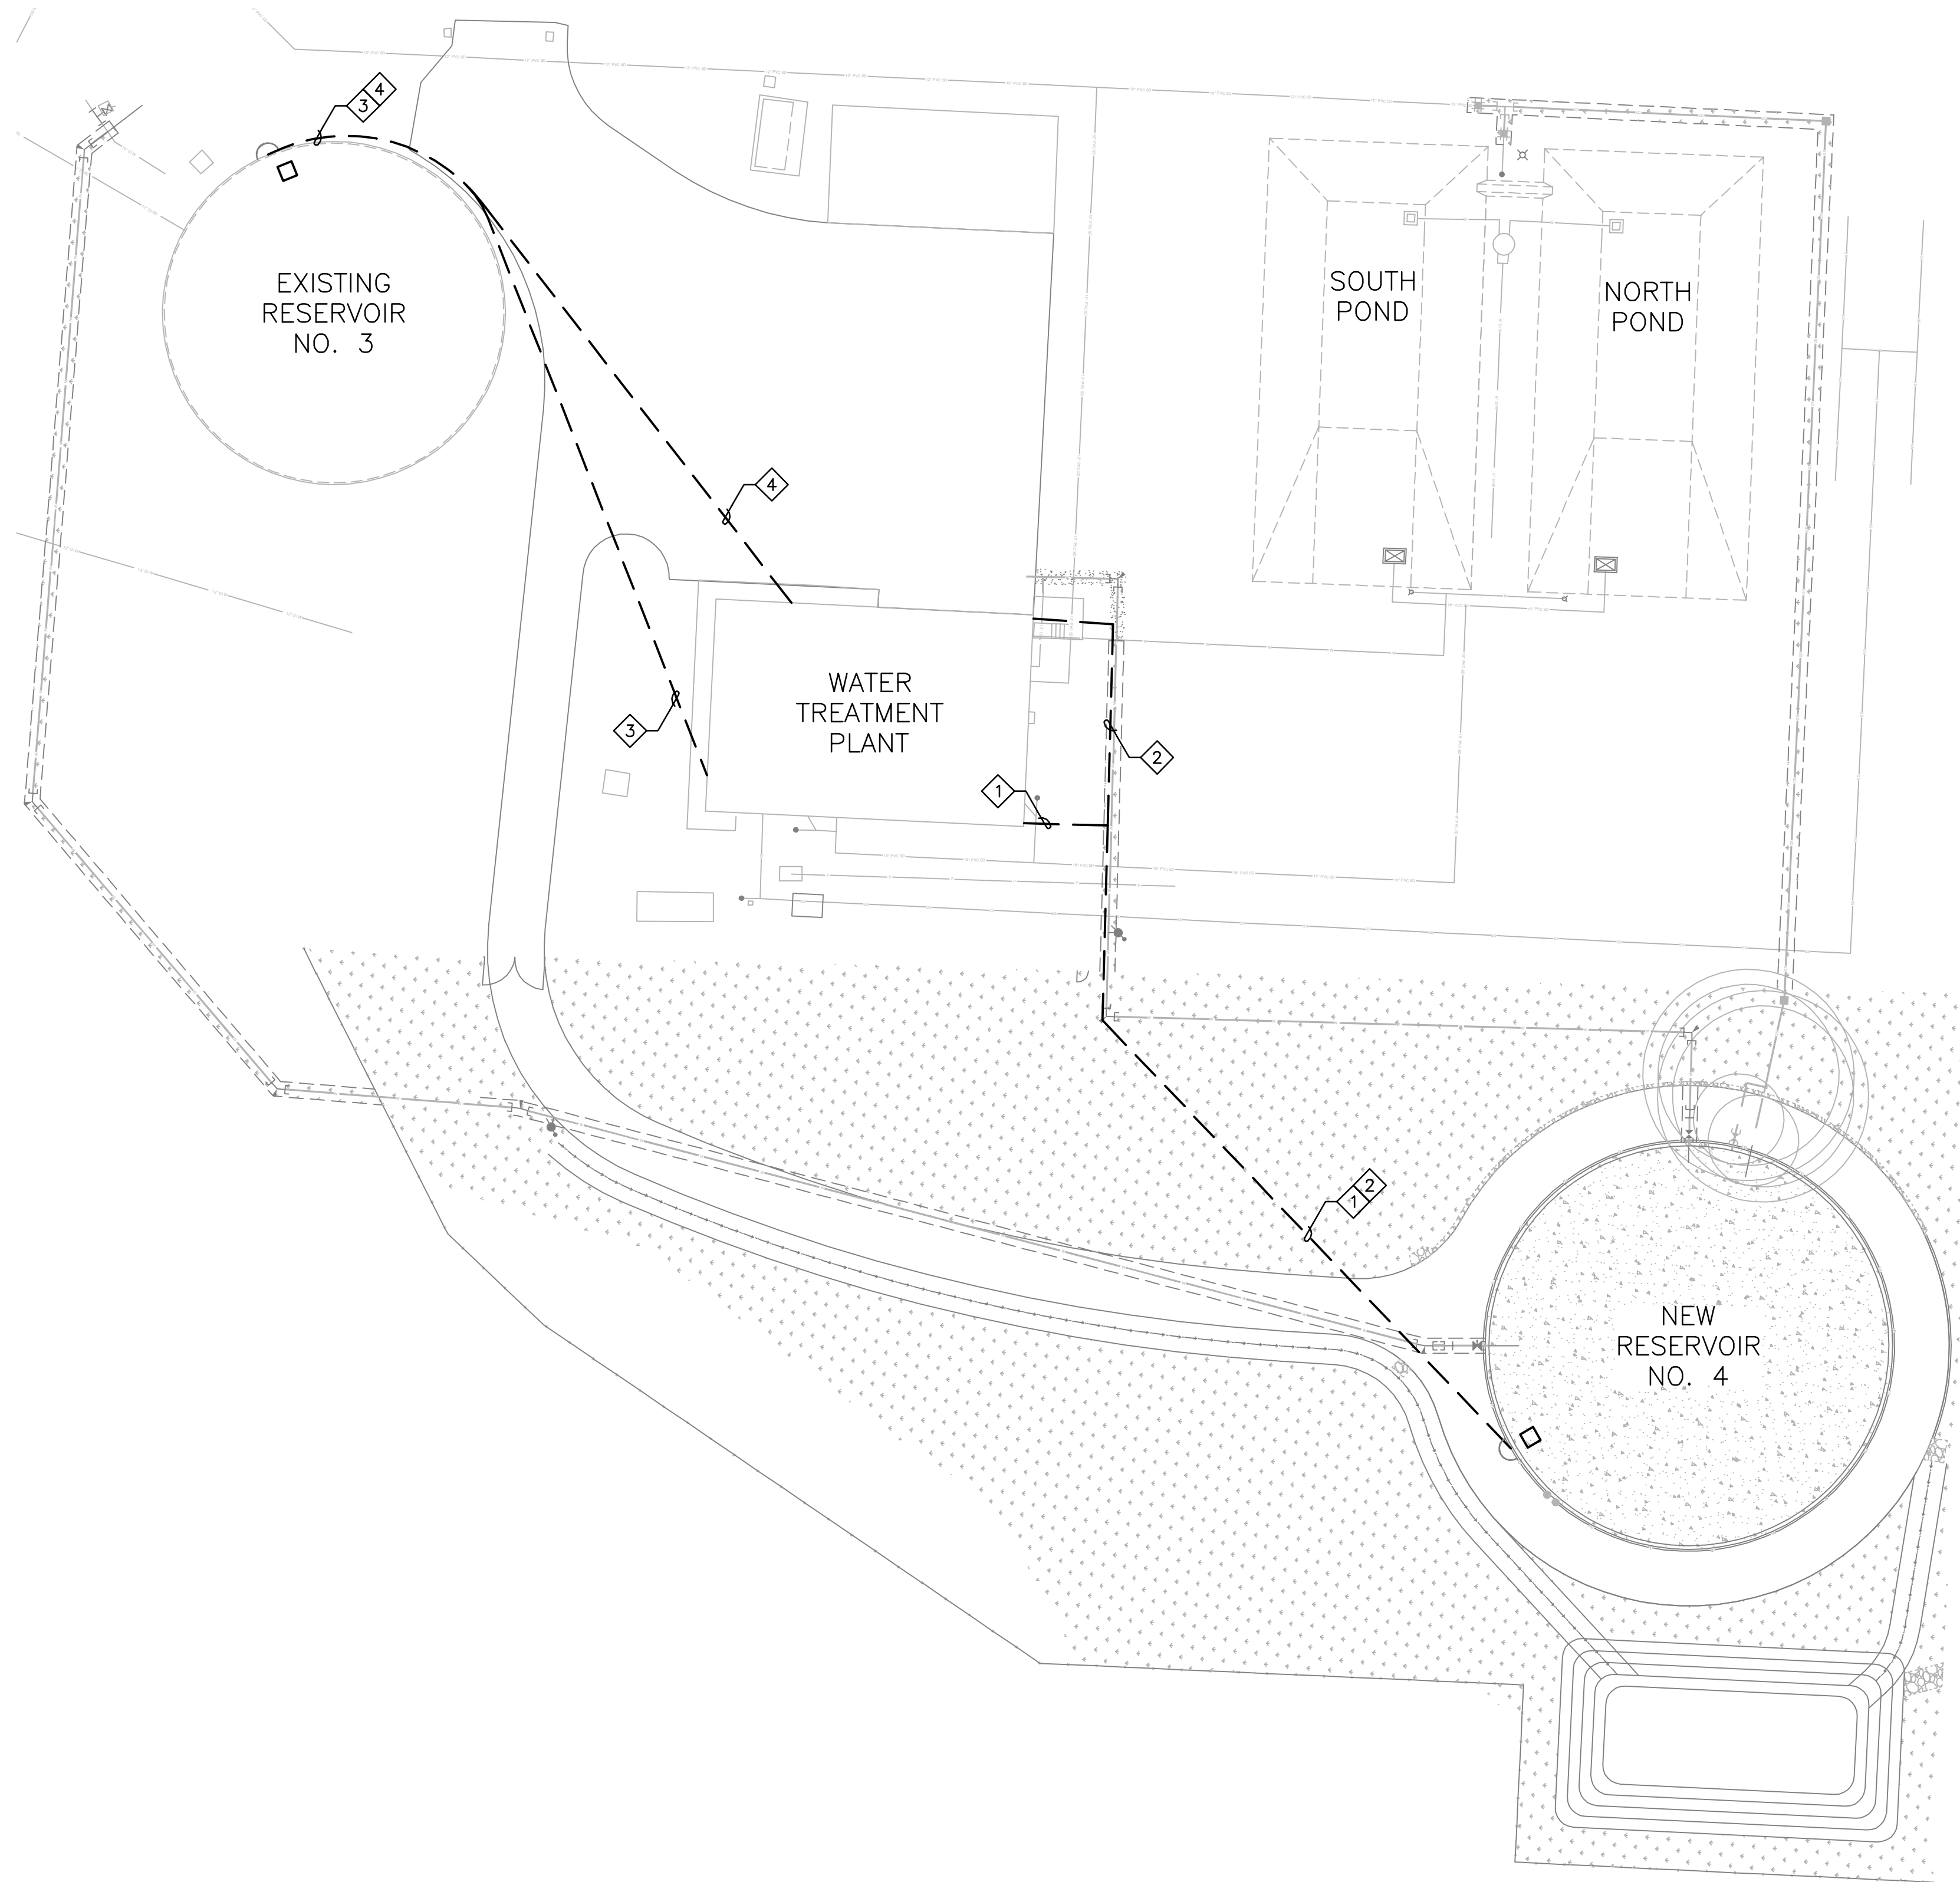 4
3
EXISTING
RESERVOIR
NO. 3
SOUTH
POND
NORTH
POND
4
WATER
TREATMENT
PLANT
3
2
1
2
1
NEW
RESERVOIR
NO. 4